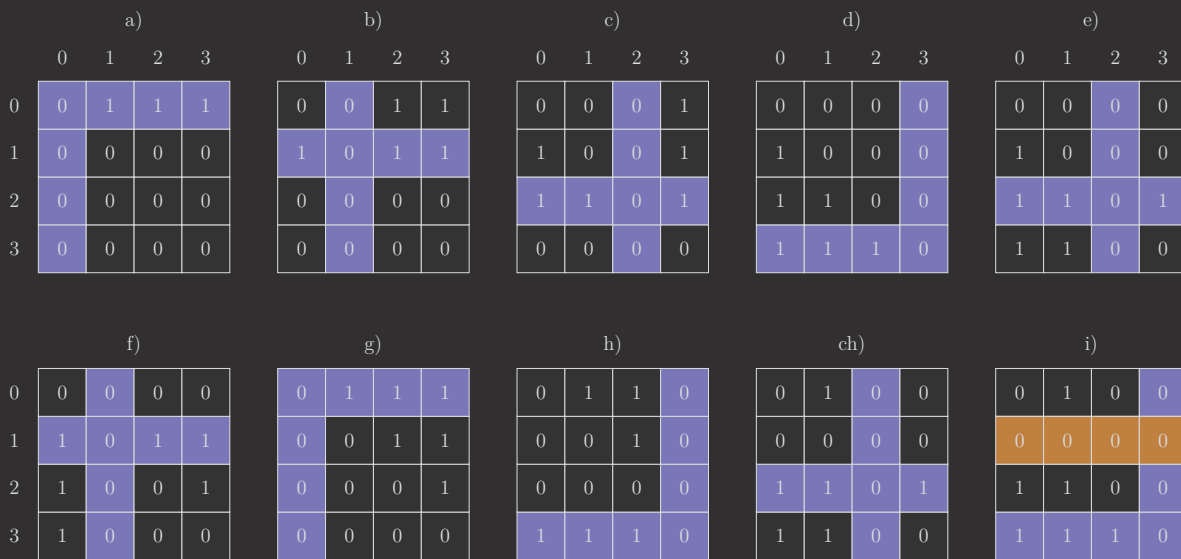 a) b) c) d) e)
0 1 2 3 0 1 2 3 0 1 2 3 0 1 2 3 0 1 2 3
0 0 1 1 1 0 0 1 1 0 0 0 1 0 0 0 0 0 0 0 0
1 0 0 0 0 1 0 1 1 1 0 0 1 1 0 0 0 1 0 0 0
2 0 0 0 0 0 0 0 0 1 1 0 1 1 1 0 0 1 1 0 1
3 0 0 0 0 0 0 0 0 0 0 0 0 1 1 1 0 1 1 0 0
f) g) h) ch) i)
0 0 0 0 0 0 1 1 1 0 1 1 0 0 1 0 0 0 1 0 0
1 1 0 1 1 0 0 1 1 0 0 1 0 0 0 0 0 0 0 0 0
2 1 0 0 1 0 0 0 1 0 0 0 0 1 1 0 1 1 1 0 0
3 1 0 0 0 0 0 0 0 1 1 1 0 1 1 0 0 1 1 1 0